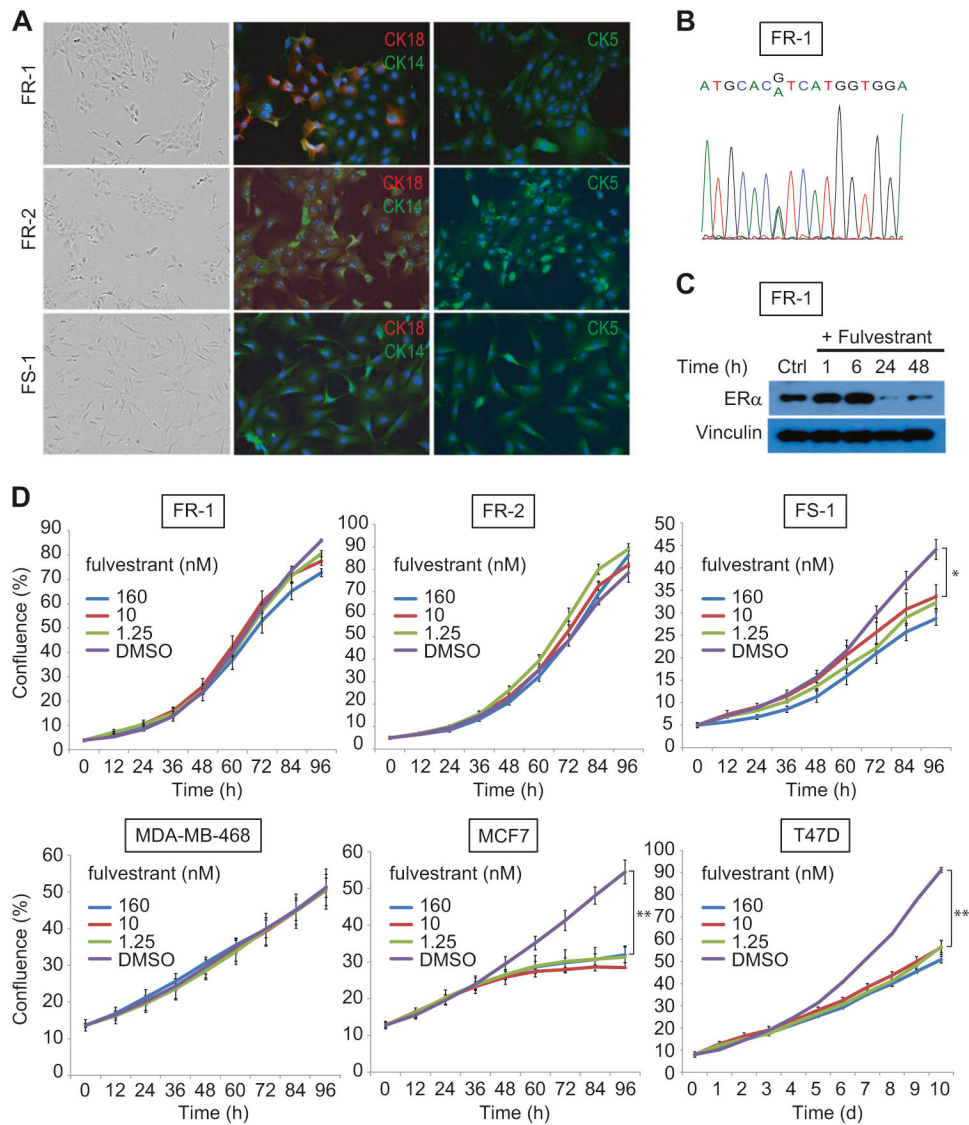 A
FR-1
CK18
CK14
CK5
FR-2
CK18
CK14
CK5
FS-1
CK18
CK14
CK5
B
FR-1
G
ATGCAC TCATGGTGGA
A
C
FR-1
+ Fulvestrant
Time (h) Ctrl 1 6 24 48
ERα
Vinculin
D
FR-1
Confluence (%)
90
80
70
60
50
40
30
20
10
0
fulvestrant (nM)
160
10
1.25
DMSO
0 12 24 36 48 60 72 84 96
Time (h)
FR-2
100
90
80
70
60
50
40
30
20
10
0
fulvestrant (nM)
160
10
1.25
DMSO
0 12 24 36 48 60 72 84 96
Time (h)
FS-1
50
45
40
35
30
25
20
15
10
5
0
fulvestrant (nM)
160
10
1.25
DMSO
*
0 12 24 36 48 60 72 84 96
Time (h)
MDA-MB-468
Confluence (%)
60
50
40
30
20
10
0
fulvestrant (nM)
160
10
1.25
DMSO
0 12 24 36 48 60 72 84 96
Time (h)
MCF7
60
50
40
30
20
10
0
fulvestrant (nM)
160
10
1.25
DMSO
**
0 12 24 36 48 60 72 84 96
Time (h)
T47D
100
90
80
70
60
50
40
30
20
10
0
fulvestrant (nM)
160
10
1.25
DMSO
**
0 1 2 3 4 5 6 7 8 9 10
Time (d)